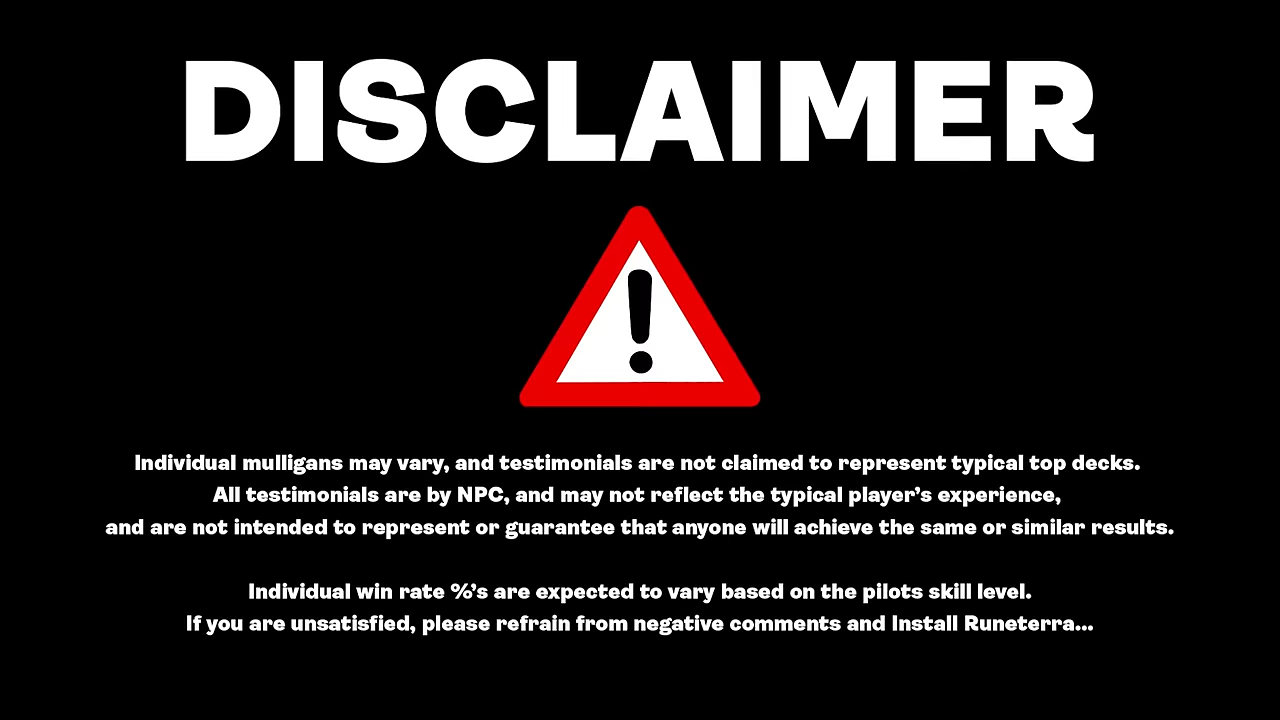 DISCLAIMER
Individual mulligans may vary, and testimonials are not claimed to represent typical top decks.
All testimonials are by NPC, and may not reflect the typical player's experience,
and are not intended to represent or guarantee that anyone will achieve the same or similar results.
Individual win rate %'s are expected to vary based on the pilots skill level.
If you are unsatisfied, please refrain from negative comments and Install Runeterra...